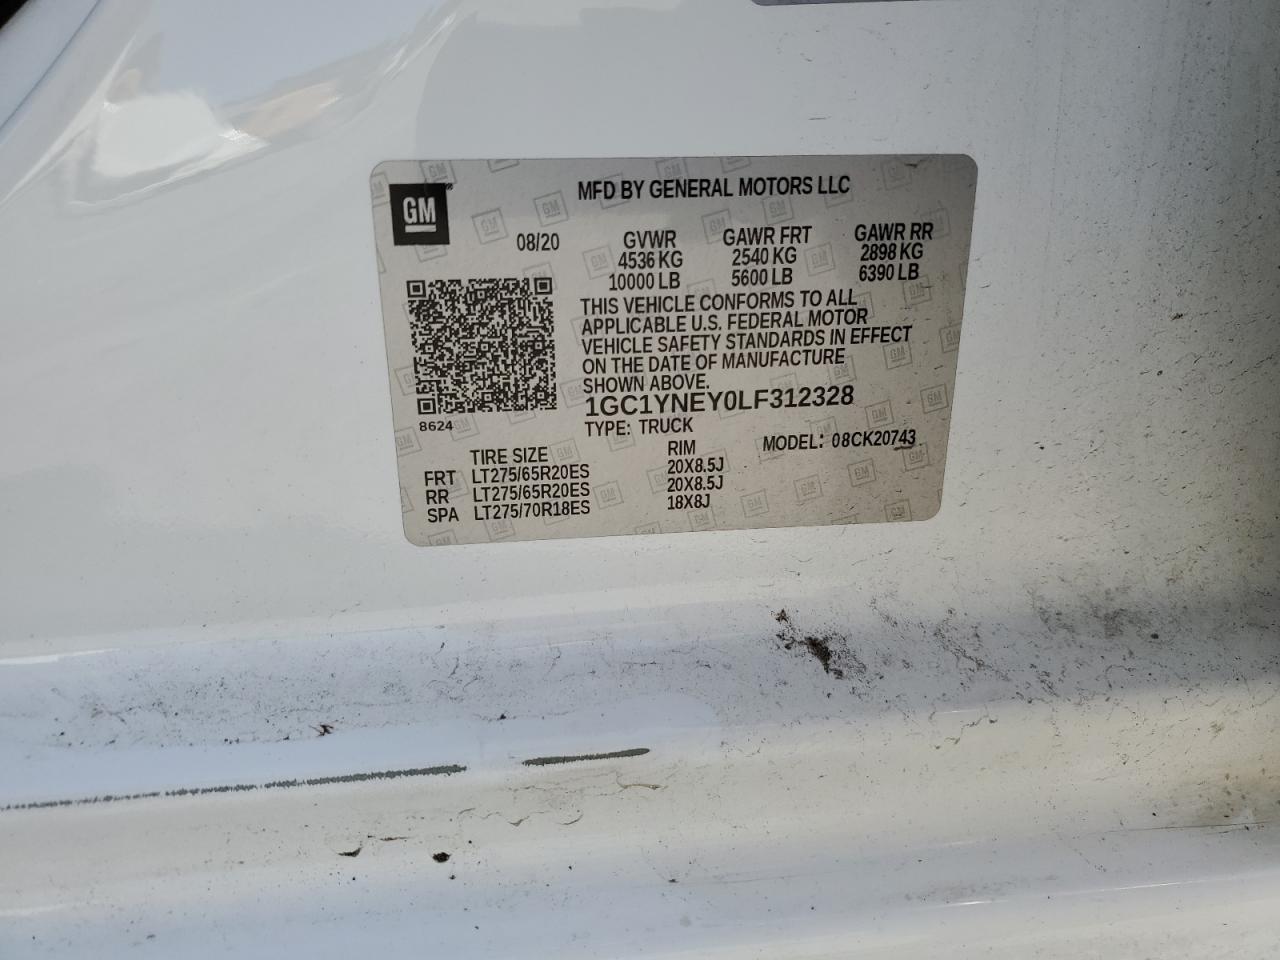 MFD BY GENERAL MOTORS LLC
GM
08/20
GVWR
4536 KG
10000 LB
GAWR FRT
2540 KG
5600 LB
GAWR RR
2898 KG
6390 LB
THIS VEHICLE CONFORMS TO ALL
APPLICABLE U.S. FEDERAL MOTOR
VEHICLE SAFETY STANDARDS IN EFFECT
ON THE DATE OF MANUFACTURE
SHOWN ABOVE.
1GC1YNEY0LF312328
8624
TYPE: TRUCK
MODEL: 08CK20743
TIRE SIZE RIM
FRT LT275/65R20ES 20X8.5J
RR LT275/65R20ES 20X8.5J
SPA LT275/70R18ES 18X8J